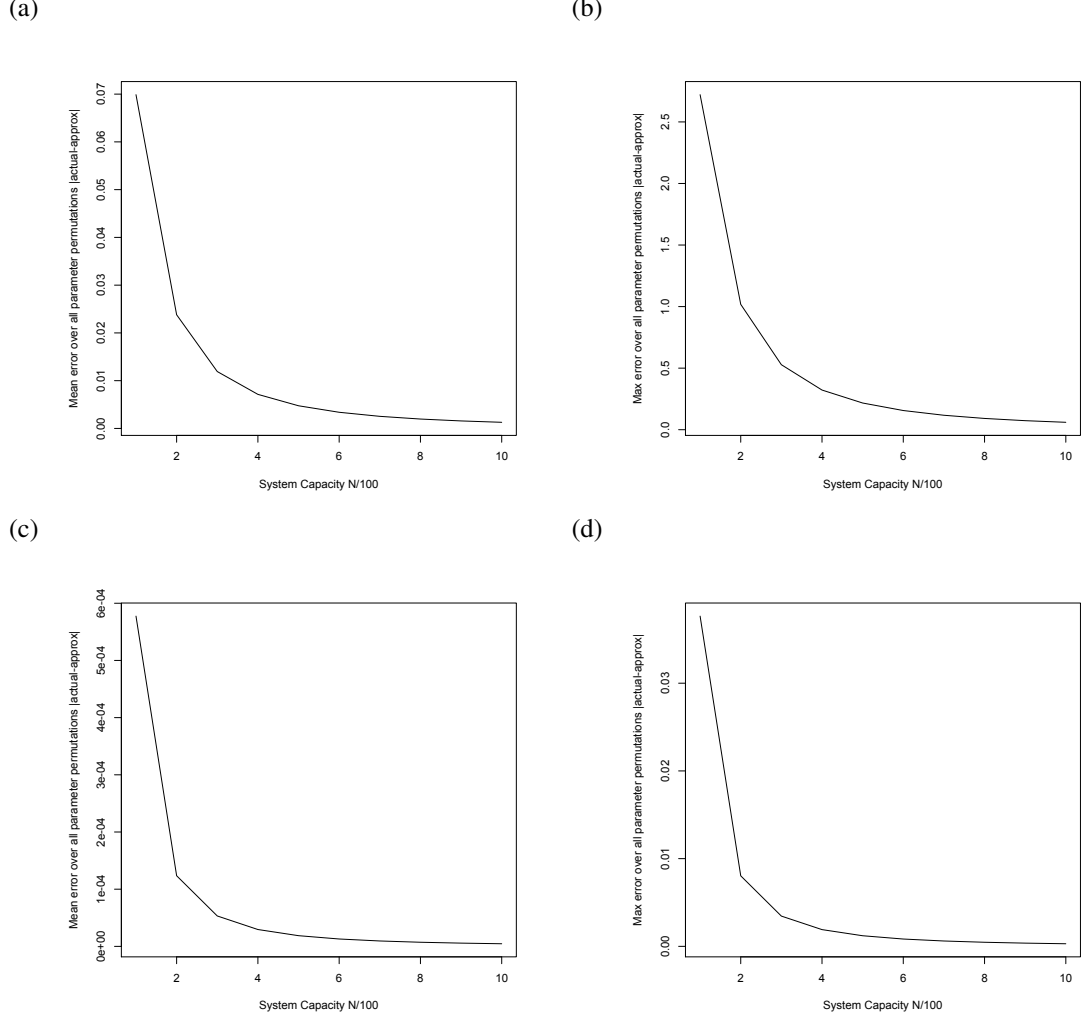 (a)
Mean error over all parameter permutations |actual-approx|
0.07
0.06
0.05
0.04
0.03
0.02
0.01
0.00
2 4 6 8 10
System Capacity N/100
(b)
Max error over all parameter permutations |actual-approx|
2.5
2.0
1.5
1.0
0.5
0.0
2 4 6 8 10
System Capacity N/100
(c)
Mean error over all parameter permutations |actual-approx|
6e-04
5e-04
4e-04
3e-04
2e-04
1e-04
0e+00
2 4 6 8 10
System Capacity N/100
(d)
Max error over all parameter permutations |actual-approx|
0.03
0.02
0.01
0.00
2 4 6 8 10
System Capacity N/100